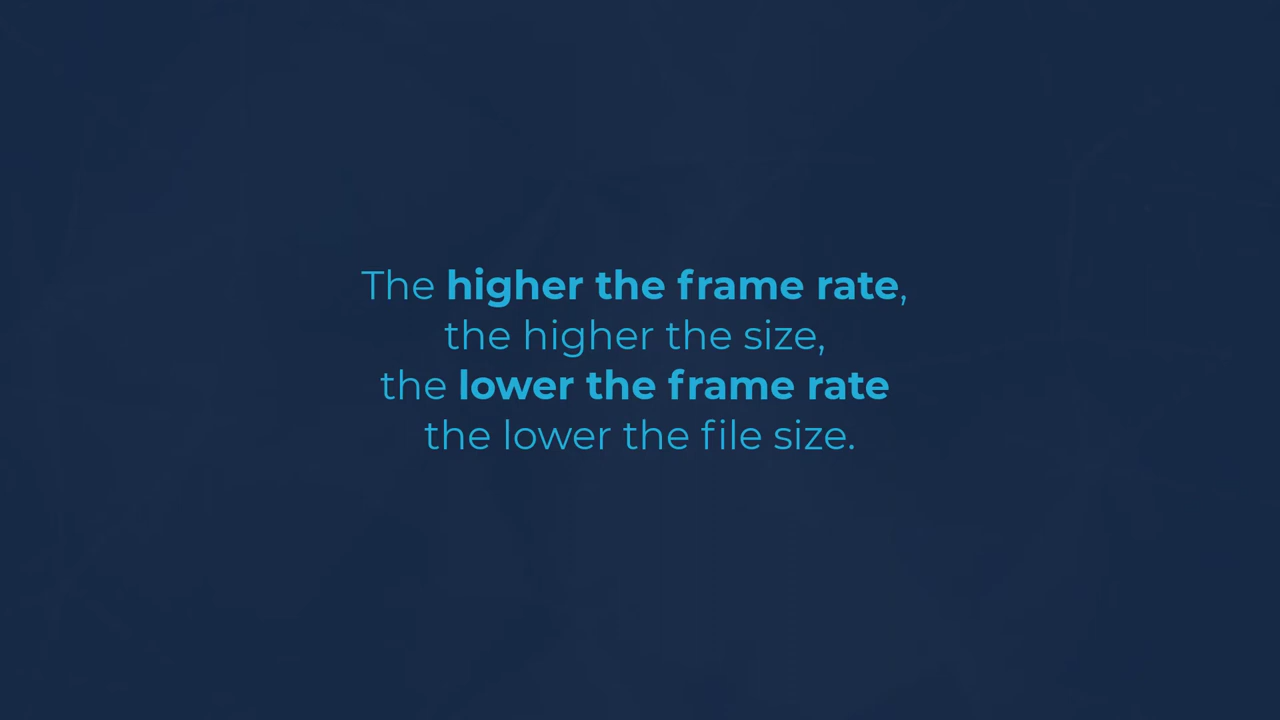 The higher the frame rate,
the higher the size,
the lower the frame rate
the lower the file size.